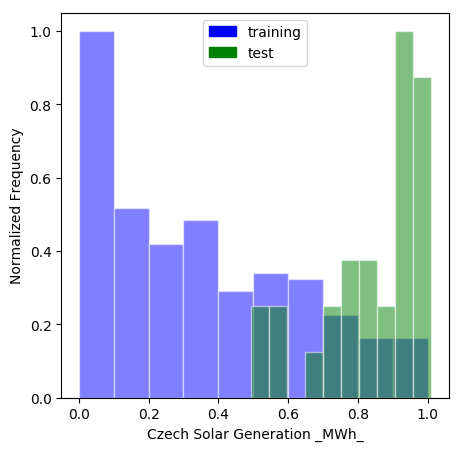 training
test
1.0
0.8
0.6
0.4
0.2
0.0
Normalized Frequency
0.0 0.2 0.4 0.6 0.8 1.0
Czech Solar Generation _MWh_